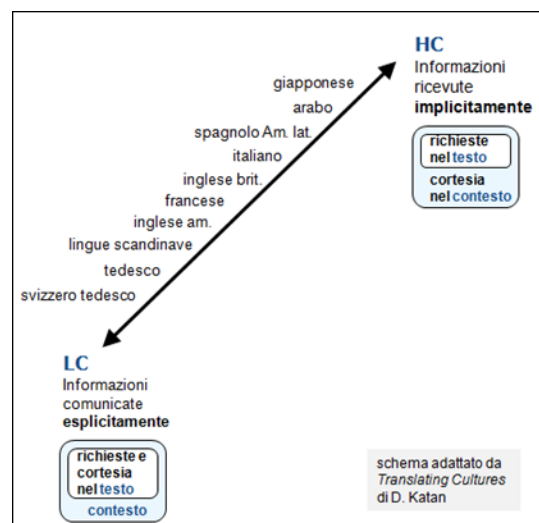 HC
Informazioni
ricevute
implicitamente
richieste
nel testo
cortesia
nel contesto
giapponese
arabo
spagnolo Am. lat.
italiano
inglese brit.
francese
inglese am.
lingue scandinave
tedesco
svizzero tedesco
LC
Informazioni
comunicate
esplicitamente
richieste e
cortesia
nel testo
contesto
schema adattato da
Translating Cultures
di D. Katan